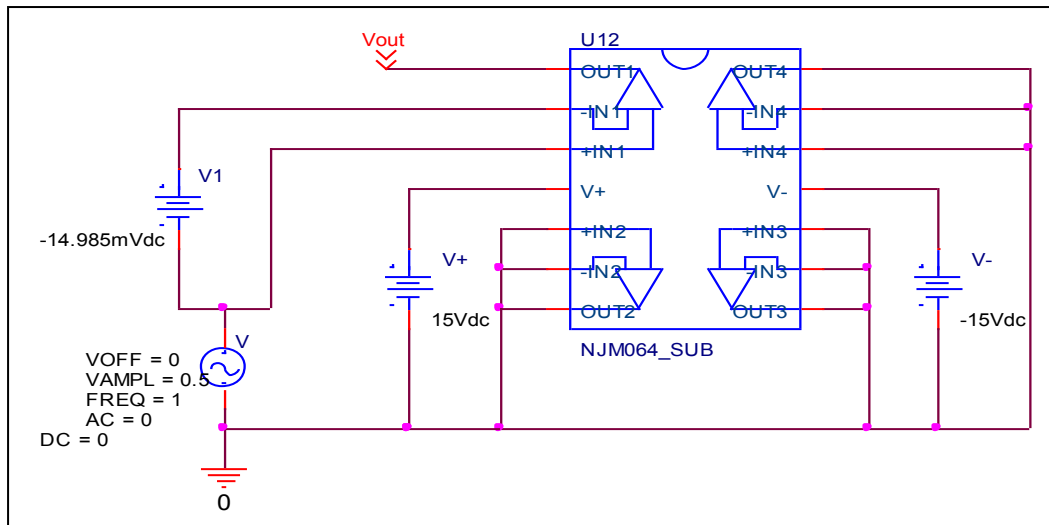 U12
Vout
OUT1
OUT4
-IN1
-IN4
+IN1
+IN4
V1
-14.985mVdc
V+
V-
+IN2
+IN3
V+
V-
-IN2
-IN3
15Vdc
-15Vdc
OUT2
OUT3
V
NJM064_SUB
VOFF = 0
VAMPL = 0.5
FREQ = 1
AC = 0
DC = 0
0